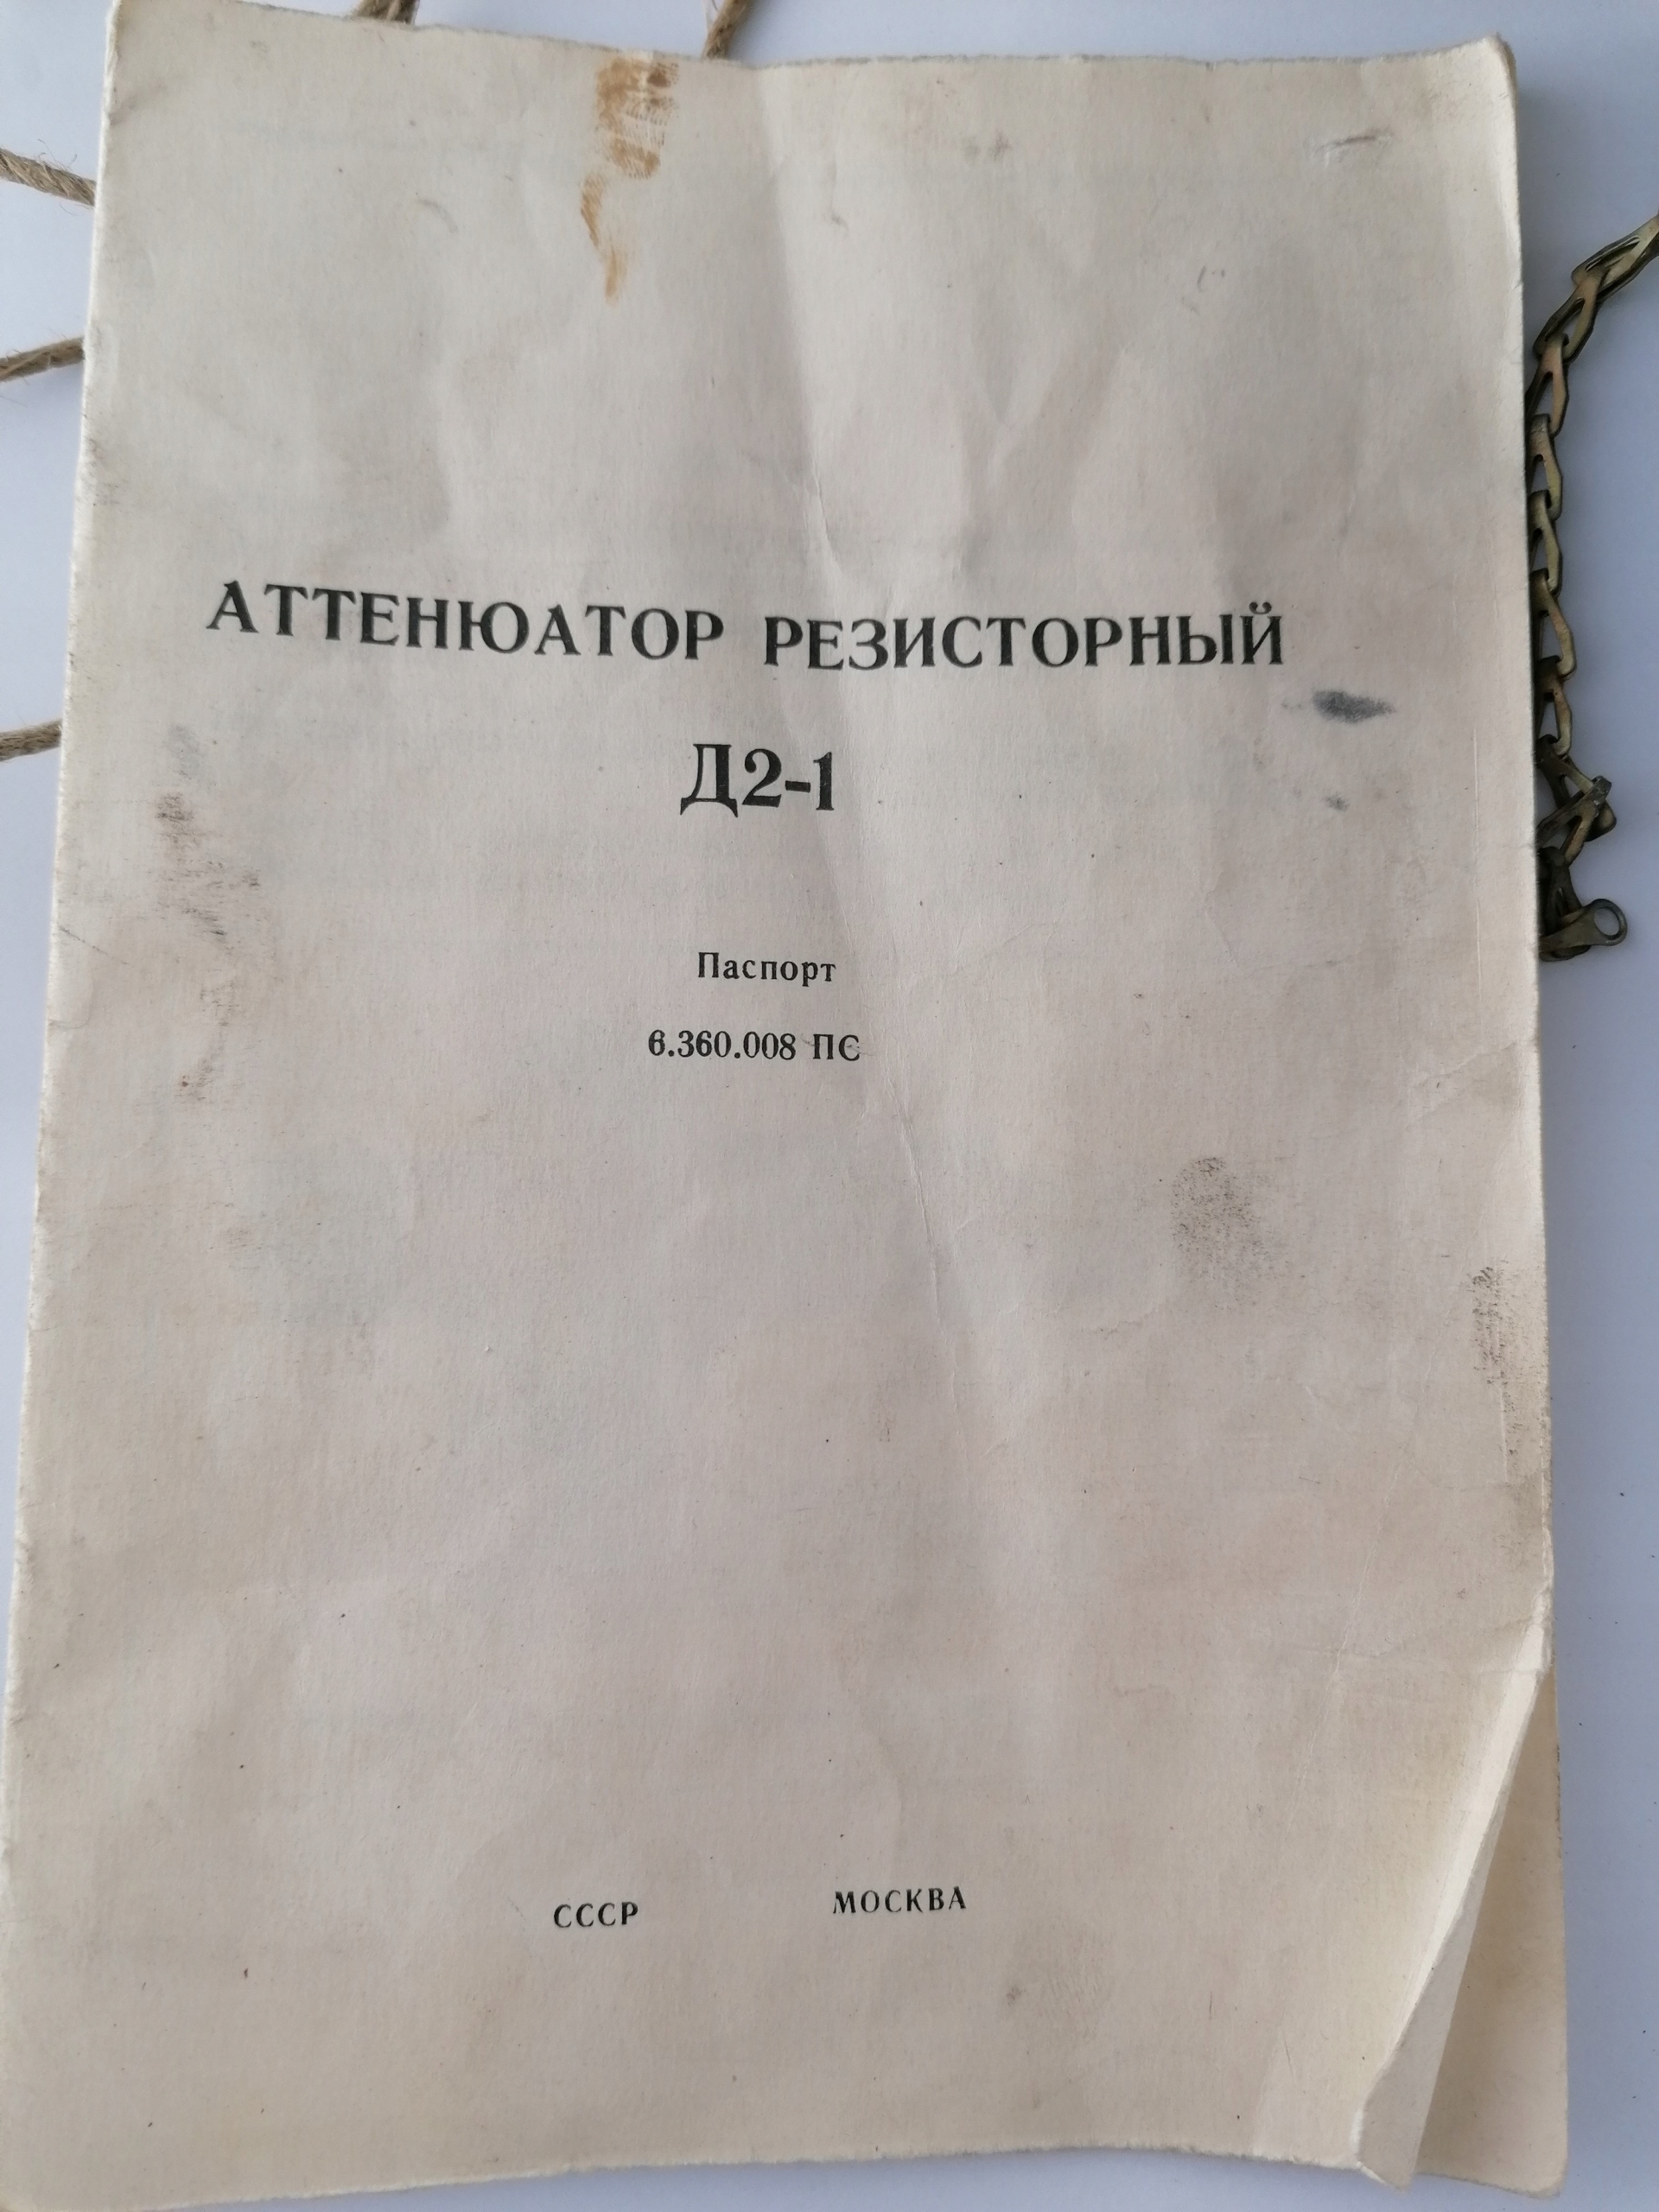 АТТЕНЮАТОР РЕЗИСТОРНЫЙ
Д2-1
Паспорт
6.360.008 ПС
СССР МОСКВА